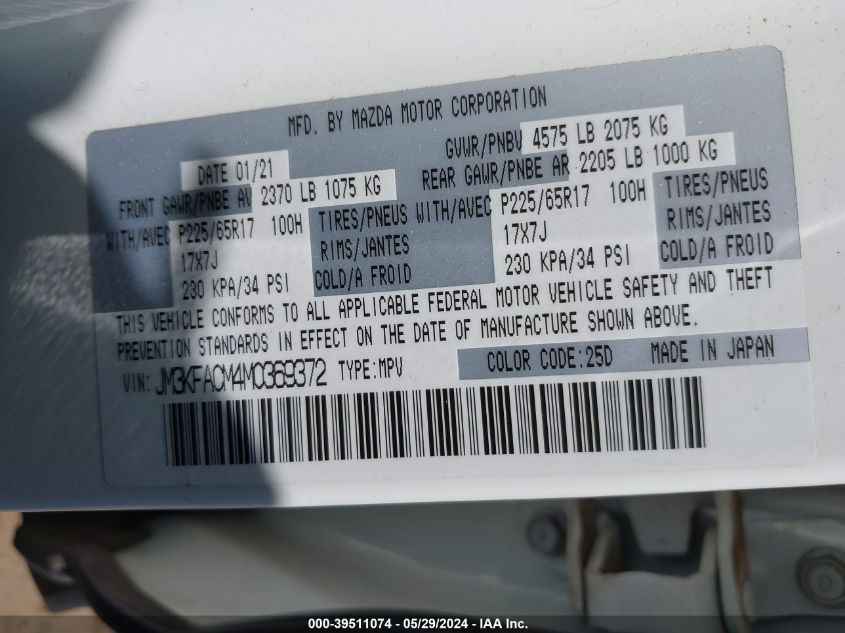 MFD. BY MAZDA MOTOR CORPORATION
DATE 01/21 GVWR/PNBV 4575 LB 2075 KG
FRONT GAWR/PNBE AV 2370 LB 1075 KG REAR GAWR/PNBE AR 2205 LB 1000 KG
WITH/AVEC P225/65R17 100H TIRES/PNEUS WITH/AVEC P225/65R17 100H TIRES/PNEUS
17X7J RIMS/JANTES 17X7J RIMS/JANTES
230 KPA/34 PSI COLD/A FROID 230 KPA/34 PSI COLD/A FROID
THIS VEHICLE CONFORMS TO ALL APPLICABLE FEDERAL MOTOR VEHICLE SAFETY AND THEFT
PREVENTION STANDARDS IN EFFECT ON THE DATE OF MANUFACTURE SHOWN ABOVE.
VIN: JM3KFACM4M0369372 TYPE:MPV COLOR CODE:25D MADE IN JAPAN
000-39511074 - 05/29/2024 - IAA Inc.